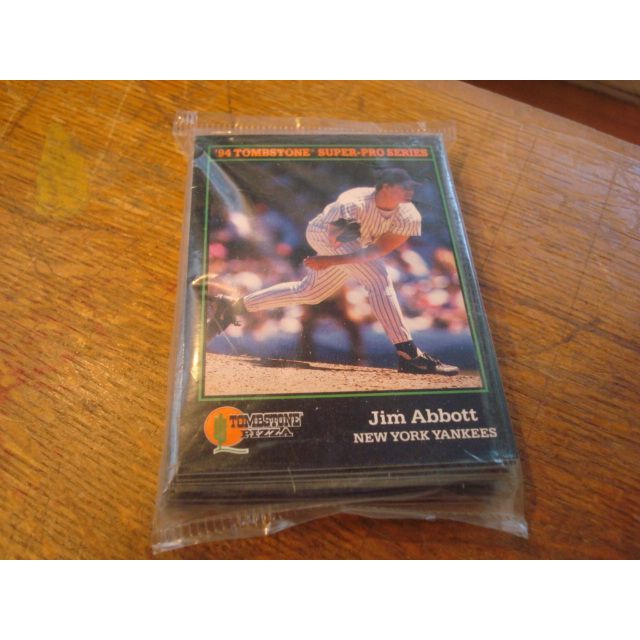 '94 TOMBSTONE® SUPER-PRO SERIES
TOMBSTONE
PIZZA
Jim Abbott
NEW YORK YANKEES